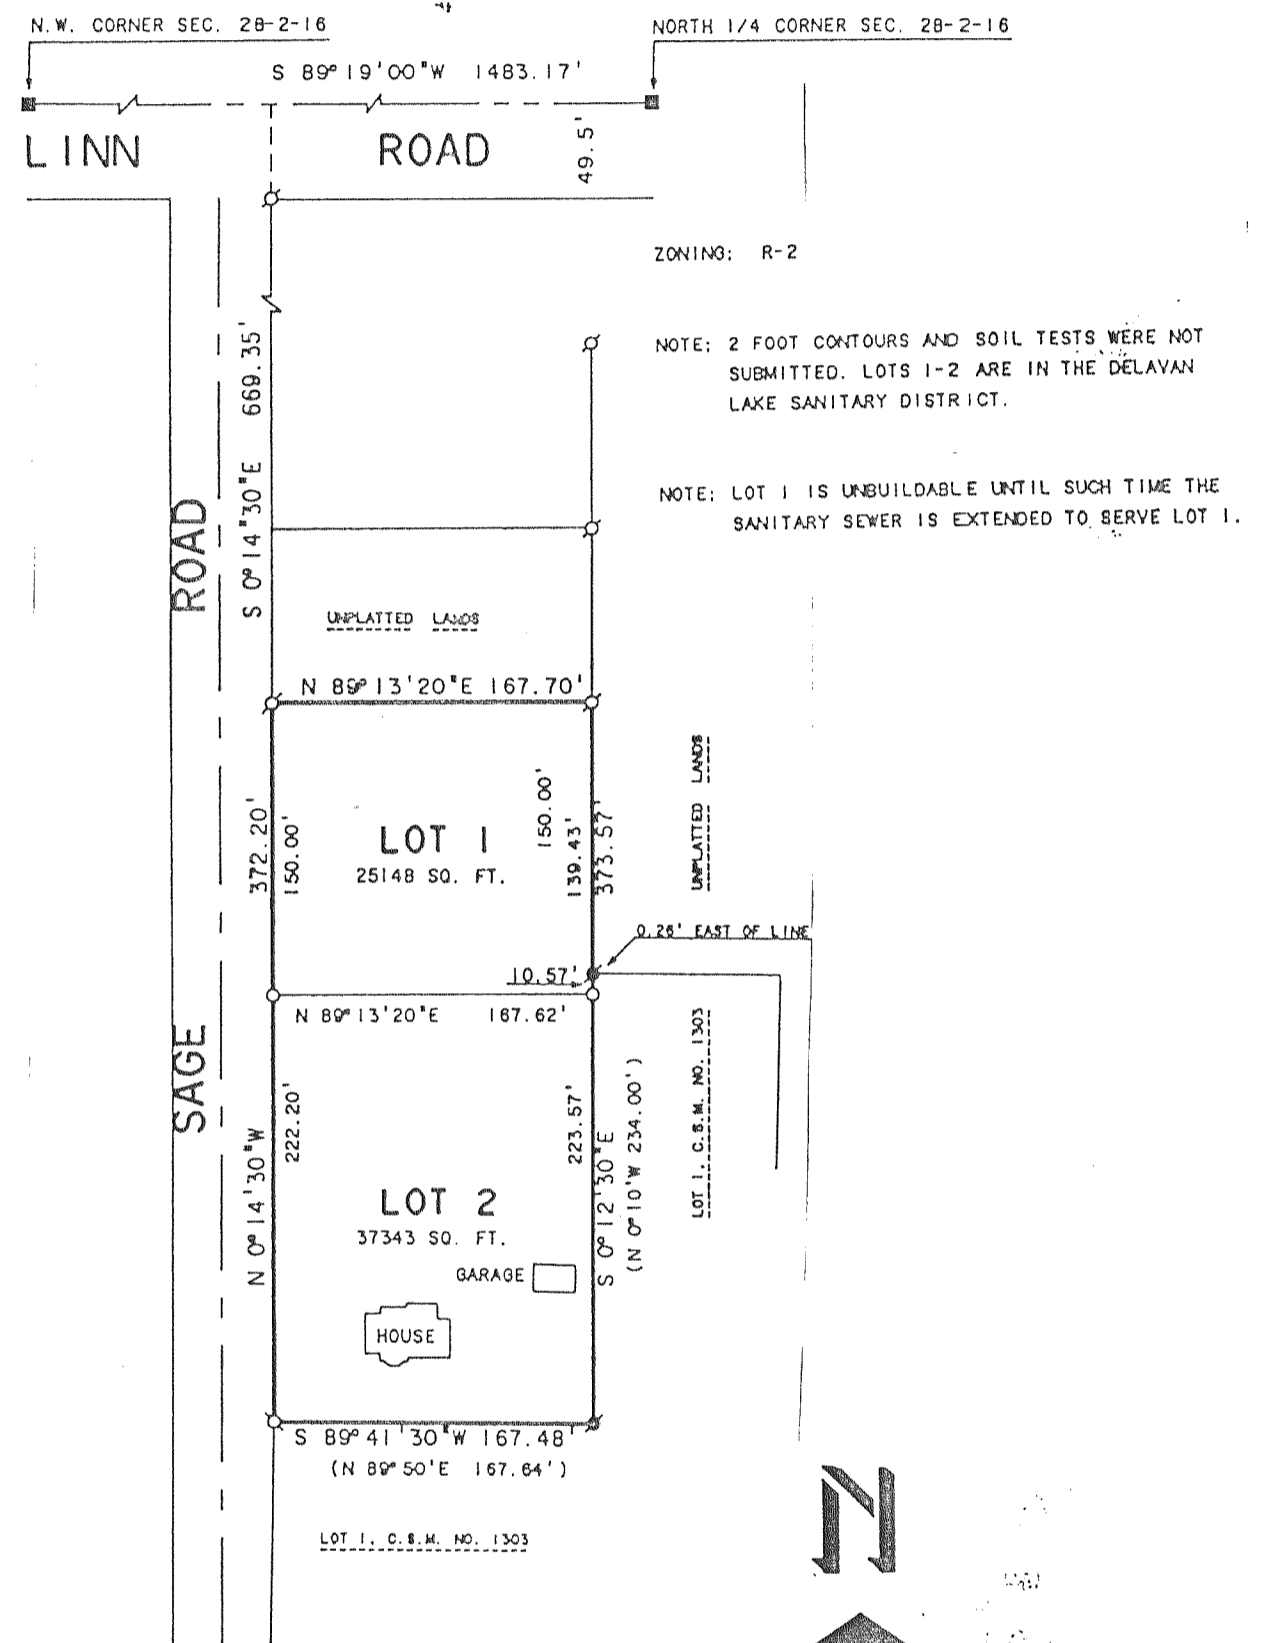 N.W. CORNER SEC. 28-2-16
NORTH 1/4 CORNER SEC. 28-2-16
S 89°19'00"W 1483.17'
LINN ROAD
49.5'
ZONING: R-2
NOTE: 2 FOOT CONTOURS AND SOIL TESTS WERE NOT
SUBMITTED. LOTS 1-2 ARE IN THE DELAVAN
LAKE SANITARY DISTRICT.
NOTE: LOT 1 IS UNBUILDABLE UNTIL SUCH TIME THE
SANITARY SEWER IS EXTENDED TO SERVE LOT 1.
S 0°14'30"E 669.35'
SAGE ROAD
UNPLATTED LANDS
N 89°13'20"E 167.70'
372.20'
150.00'
LOT 1
25148 SQ. FT.
150.00'
139.43'
373.57'
UNPLATTED LANDS
0.26' EAST OF LINE
10.57'
N 89°13'20"E 167.62'
N 0°14'30"W
222.20'
LOT 2
37343 SQ. FT.
223.57'
S 0°12'30"E
(N 0°10'W 234.00')
LOT 1, C.S.M. NO. 1303
GARAGE
HOUSE
S 89°41'30"W 167.48'
(N 89°50'E 167.64')
LOT 1, C.S.M. NO. 1303
N